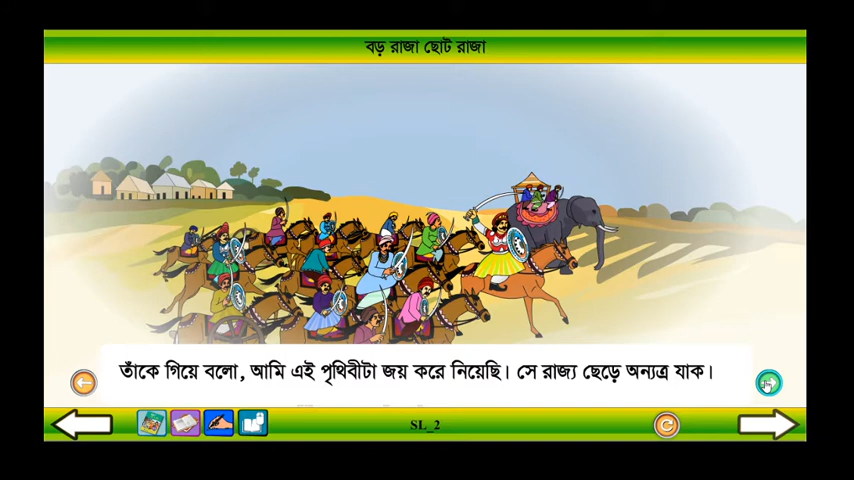 বড় রাজা ছোট রাজা
তাঁকে গিয়ে বলো, আমি এই পৃথিবীটা জয় করে নিয়েছি। সে রাজ্য ছেড়ে অন্যত্র যাক।
SL_2